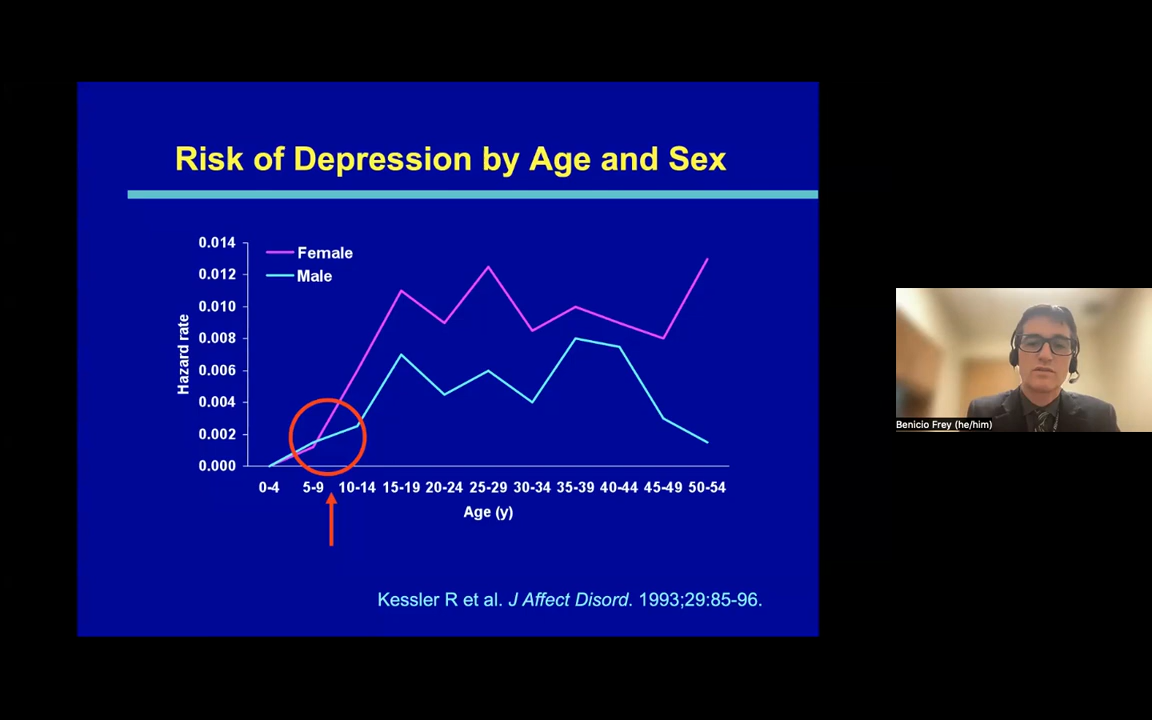 Risk of Depression by Age and Sex
0.014
0.012
0.010
0.008
0.006
0.004
0.002
0.000
Hazard rate
Female
Male
0-4 5-9 10-14 15-19 20-24 25-29 30-34 35-39 40-44 45-49 50-54
Age (y)
Kessler R et al. J Affect Disord. 1993;29:85-96.
Benicio Frey (he/him)